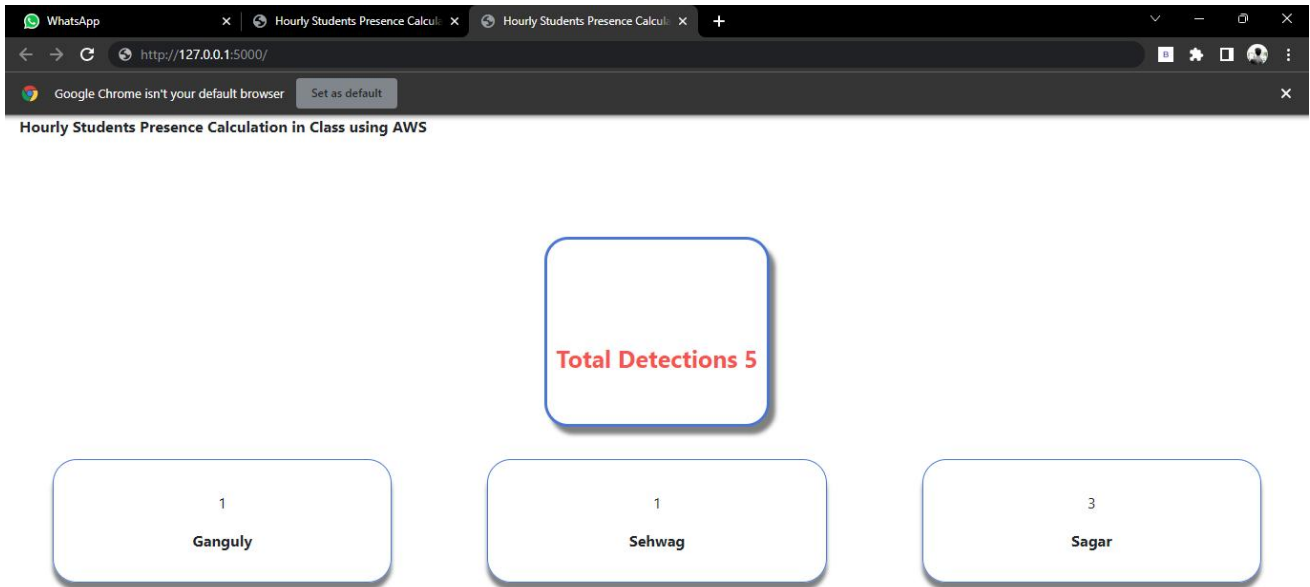 WhatsApp
Hourly Students Presence Calcul
Hourly Students Presence Calcul
http://127.0.0.1:5000/
B
Google Chrome isn't your default browser
Set as default
Hourly Students Presence Calculation in Class using AWS
Total Detections 5
1
Ganguly
1
Sehwag
3
Sagar